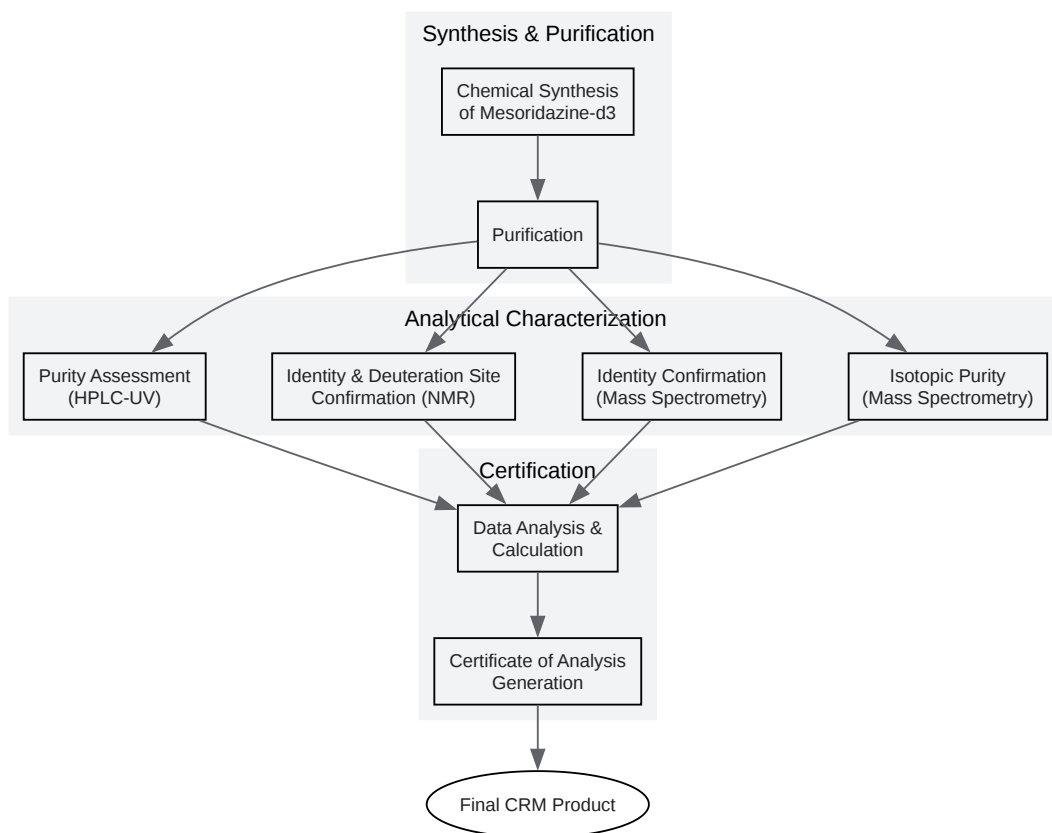 Synthesis & Purification
Chemical Synthesis
of Mesoridazine-d3
Purification
Analytical Characterization
Purity Assessment
(HPLC-UV)
Identity & Deuteration Site
Confirmation (NMR)
Identity Confirmation
(Mass Spectrometry)
Isotopic Purity
(Mass Spectrometry)
Certification
Data Analysis &
Calculation
Certificate of Analysis
Generation
Final CRM Product